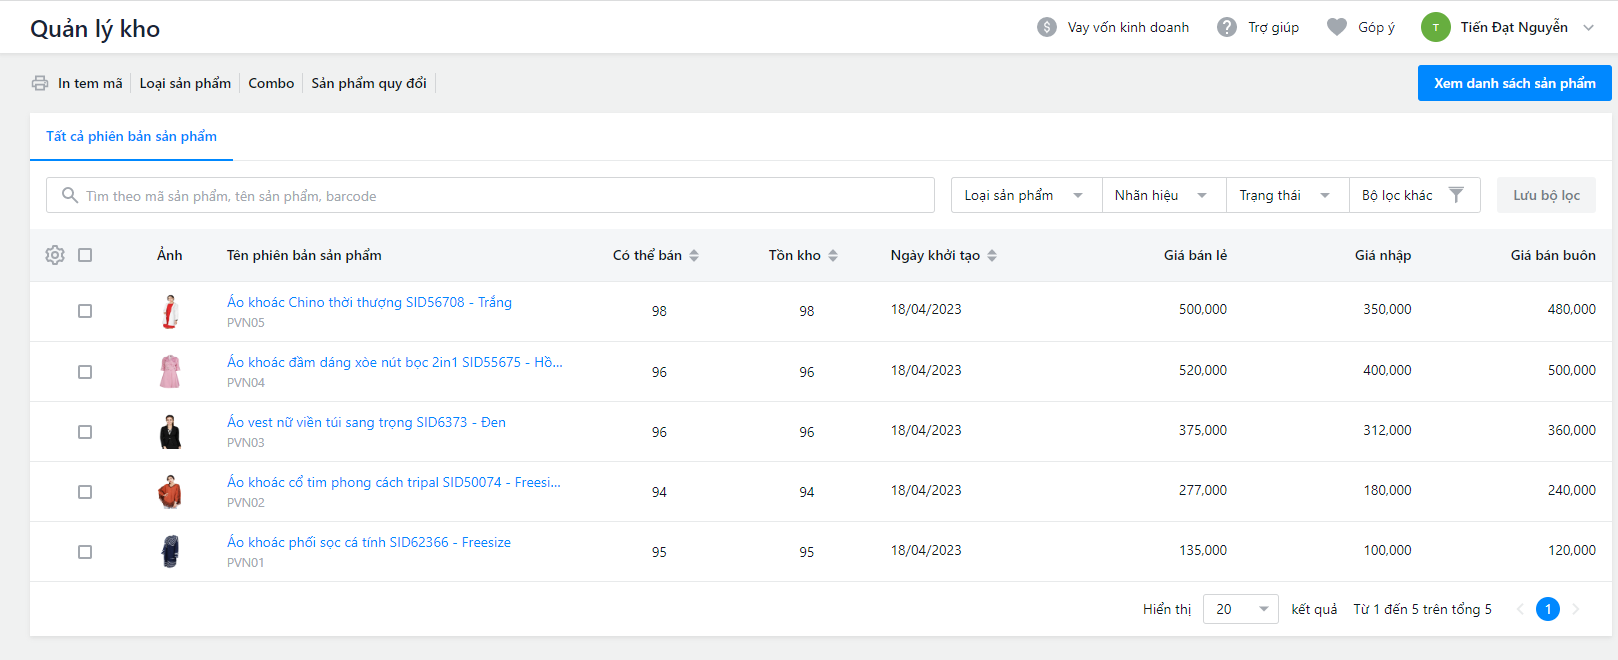 Quản lý kho
$ Vay vốn kinh doanh ? Trợ giúp Góp ý T Tiến Đạt Nguyễn
In tem mã Loại sản phẩm Combo Sản phẩm quy đổi Xem danh sách sản phẩm
Tất cả phiên bản sản phẩm
Tìm theo mã sản phẩm, tên sản phẩm, barcode Loại sản phẩm Nhãn hiệu Trạng thái Bộ lọc khác Lưu bộ lọc
Ảnh Tên phiên bản sản phẩm Có thể bán Tồn kho Ngày khởi tạo Giá bán lẻ Giá nhập Giá bán buôn
Áo khoác Chino thời thượng SID56708 - Trắng 98 98 18/04/2023 500,000 350,000 480,000
PVN05
Áo khoác đầm dáng xòe nút bọc 2in1 SID55675 - Hồ... 96 96 18/04/2023 520,000 400,000 500,000
PVN04
Áo vest nữ viền túi sang trọng SID6373 - Đen 96 96 18/04/2023 375,000 312,000 360,000
PVN03
Áo khoác cổ tim phong cách tripal SID50074 - Freesi... 94 94 18/04/2023 277,000 180,000 240,000
PVN02
Áo khoác phối sọc cá tính SID62366 - Freesize 95 95 18/04/2023 135,000 100,000 120,000
PVN01
Hiển thị 20 kết quả Từ 1 đến 5 trên tổng 5 1